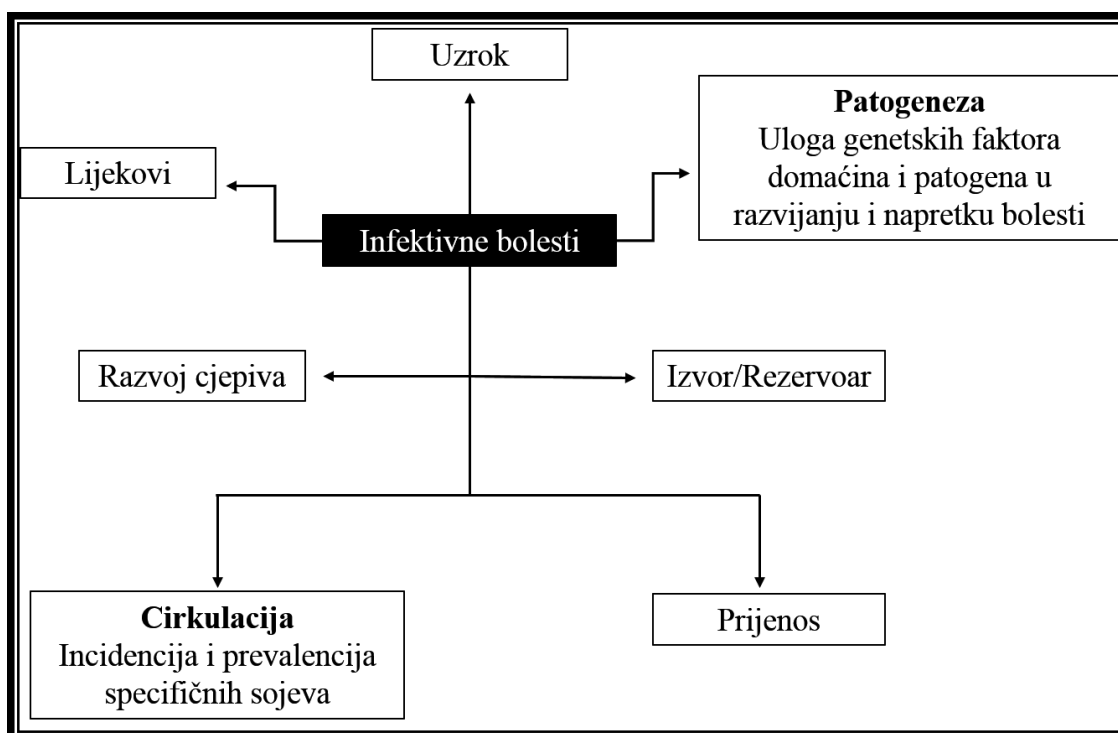 Uzrok
Patogeneza
Uloga genetskih faktora
domaćina i patogena u
razvijanju i napretku bolesti
Lijekovi
Infektivne bolesti
Razvoj cjepiva
Izvor/Rezervoar
Cirkulacija
Incidencija i prevalencija
specifičnih sojeva
Prijenos